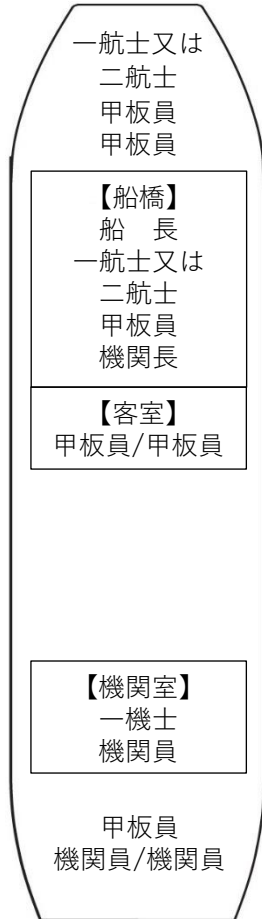 一航士又は
二航士
甲板員
甲板員
【船橋】
船　長
一航士又は
二航士
甲板員
機関長
【客室】
甲板員/甲板員
【機関室】
一機士
機関員
甲板員
機関員/機関員